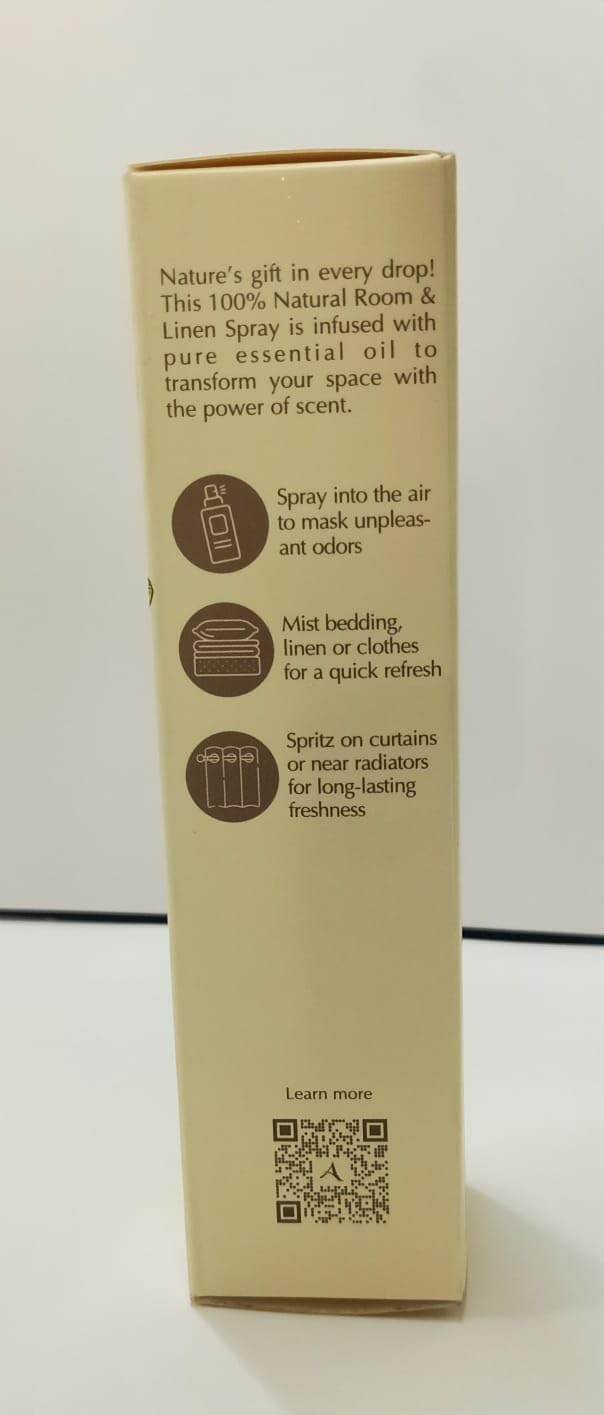 Nature's gift in every drop!
This 100% Natural Room &
Linen Spray is infused with
pure essential oil to
transform your space with
the power of scent.
Spray into the air
to mask unpleas-
ant odors
Mist bedding,
linen or clothes
for a quick refresh
Spritz on curtains
or near radiators
for long-lasting
freshness
Learn more
A